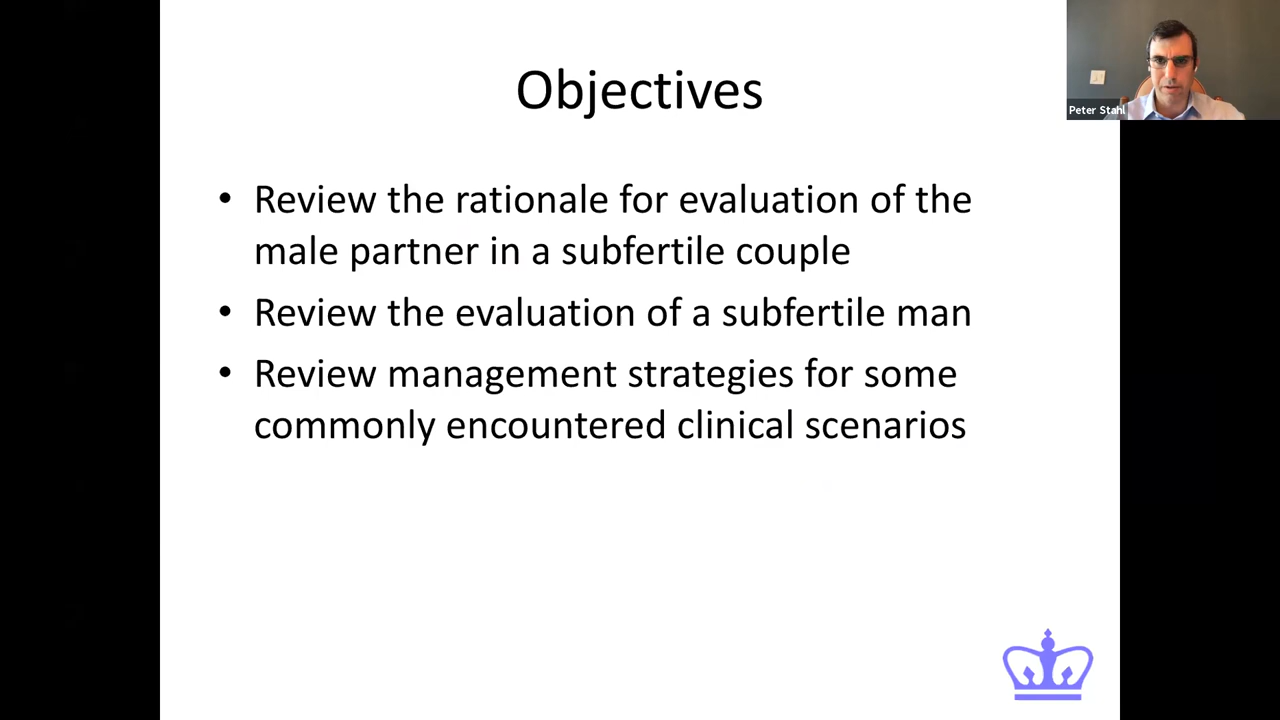 Objectives
• Review the rationale for evaluation of the
male partner in a subfertile couple
• Review the evaluation of a subfertile man
• Review management strategies for some
commonly encountered clinical scenarios
Peter Stahl